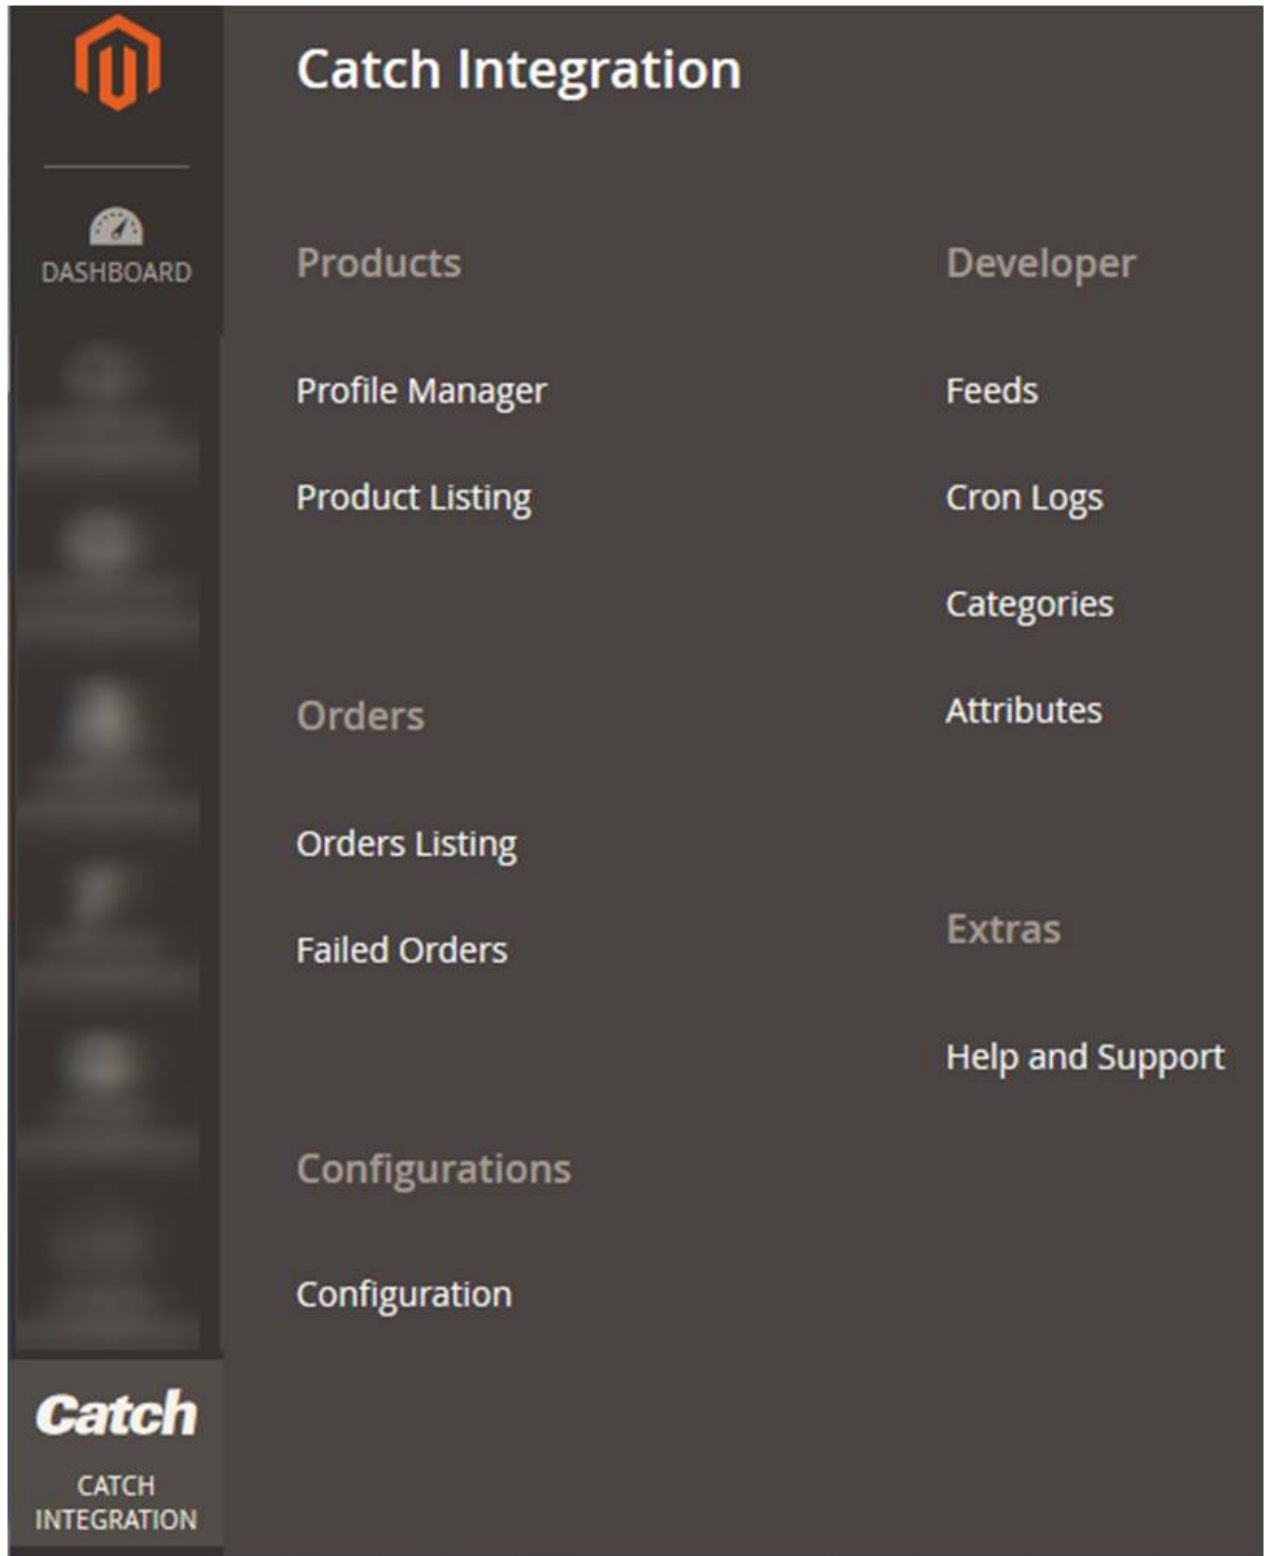 Catch Integration
DASHBOARD
Products
Profile Manager
Product Listing
Orders
Orders Listing
Failed Orders
Configurations
Configuration
Developer
Feeds
Cron Logs
Categories
Attributes
Extras
Help and Support
Catch
CATCH
INTEGRATION